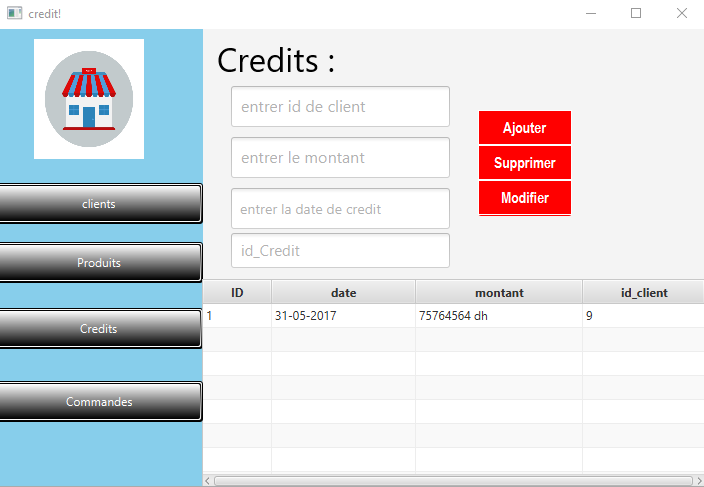 credit!
Credits :
entrer id de client
entrer le montant
entrer la date de credit
id_Credit
Ajouter
Supprimer
Modifier
clients
Produits
Credits
Commandes
ID date montant id_client
1 31-05-2017 75764564 dh 9